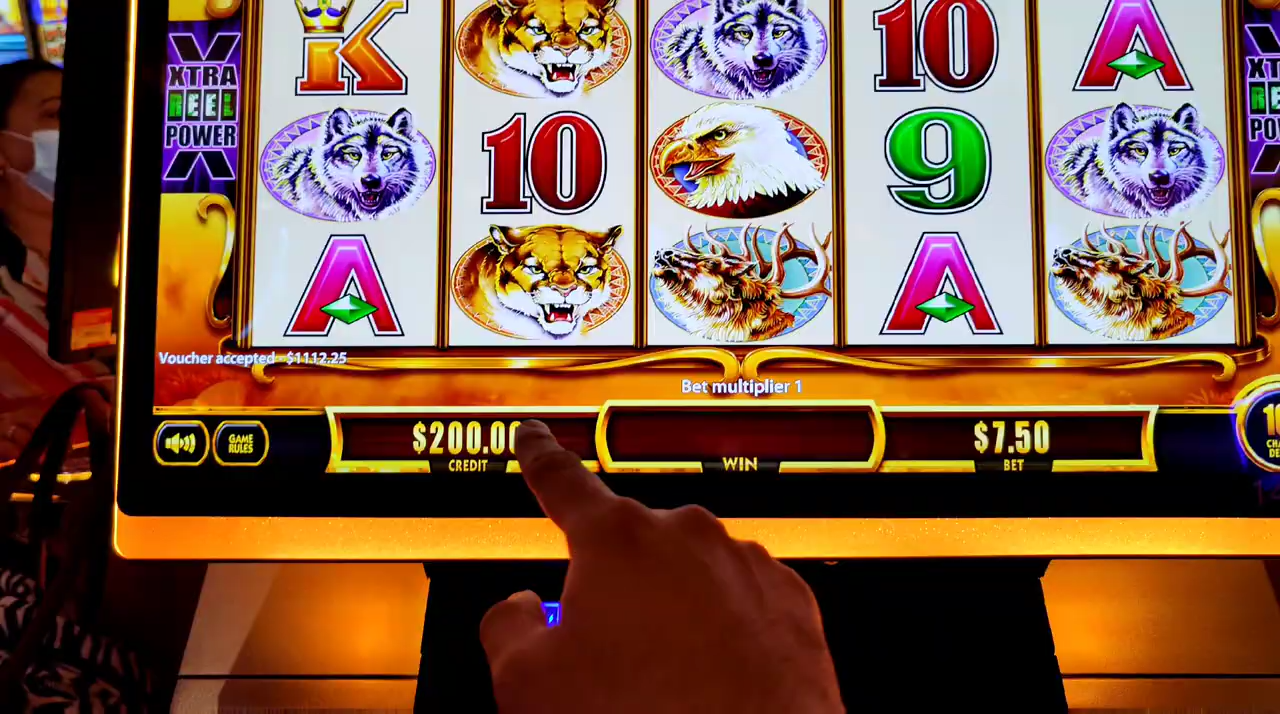 XTRA
REEL
POWER
K
10
A
10
9
A
A
Voucher accepted - $1112.25
Bet multiplier 1
GAME
RULES
$200.00
CREDIT
WIN
$7.50
BET